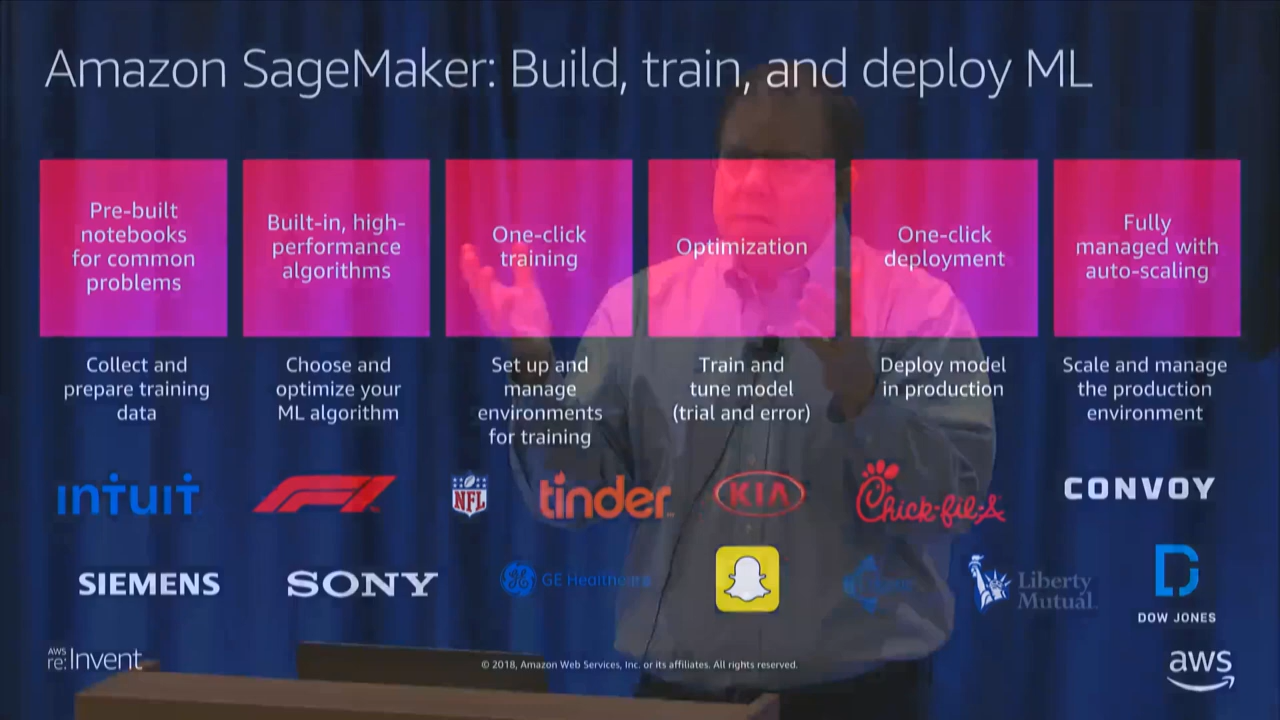 Amazon SageMaker: Build, train, and deploy ML
Pre-built
notebooks
for common
problems
Built-in, high-
performance
algorithms
One-click
training
Optimization
One-click
deployment
Fully
managed with
auto-scaling
Collect and
prepare training
data
Choose and
optimize your
ML algorithm
Set up and
manage
environments
for training
Train and
tune model
(trial and error)
Deploy model
in production
Scale and manage
the production
environment
intuit
F1
NFL
tinder
KIA
Chick-fil-A
CONVOY
SIEMENS
SONY
GE Healthcare
Liberty
Mutual
DOW JONES
AWS
re:Invent
© 2018, Amazon Web Services, Inc. or its affiliates. All rights reserved.
aws